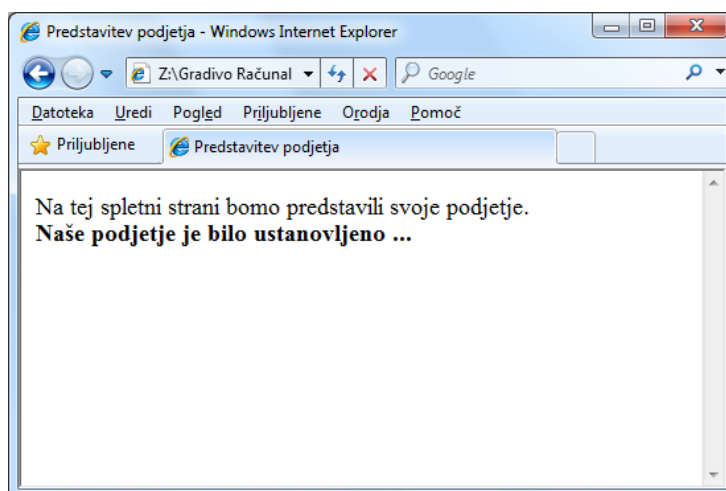 Predstavitev podjetja - Windows Internet Explorer
Z:\Gradivo Računal Google
Datoteka Uredi Pogled Priljubljene Orodja Pomoč
Priljubljene Predstavitev podjetja
Na tej spletni strani bomo predstavili svoje podjetje.
Naše podjetje je bilo ustanovljeno ...